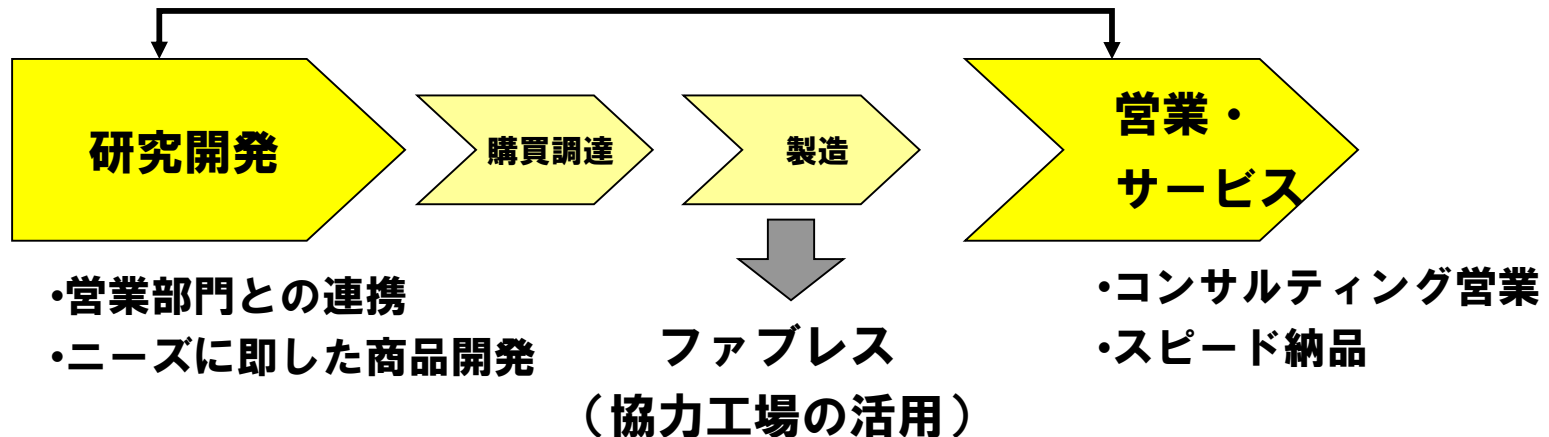 研究開発
購買調達
製造
営業・
サービス
・営業部門との連携
・ニーズに即した商品開発
ファブレス
（協力工場の活用）
・コンサルティング営業
・スピード納品